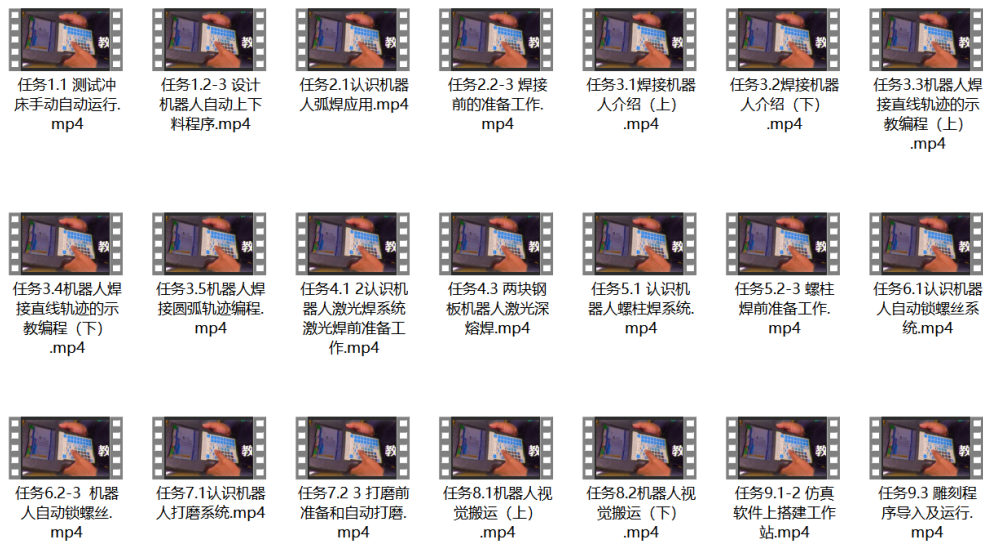 教 教 教 教 教 教 教
任务1.1 测试冲床手动自动运行.mp4
任务1.2-3 设计机器人自动上下料程序.mp4
任务2.1认识机器人弧焊应用.mp4
任务2.2-3 焊接前的准备工作.mp4
任务3.1焊接机器人介绍（上）.mp4
任务3.2焊接机器人介绍（下）.mp4
任务3.3机器人焊接直线轨迹的示教编程（上）.mp4
教 教 教 教 教 教 教
任务3.4机器人焊接直线轨迹的示教编程（下）.mp4
任务3.5机器人焊接圆弧轨迹编程.mp4
任务4.1 2认识机器人激光焊系统激光焊前准备工作.mp4
任务4.3 两块钢板机器人激光深熔焊.mp4
任务5.1 认识机器人螺柱焊系统.mp4
任务5.2-3 螺柱焊前准备工作.mp4
任务6.1认识机器人自动锁螺丝系统.mp4
教 教 教 教 教 教 教
任务6.2-3  机器人自动锁螺丝.mp4
任务7.1认识机器人打磨系统.mp4
任务7.2 3 打磨前准备和自动打磨.mp4
任务8.1机器人视觉搬运（上）.mp4
任务8.2机器人视觉搬运（下）.mp4
任务9.1-2 仿真软件上搭建工作站.mp4
任务9.3 雕刻程序导入及运行.mp4